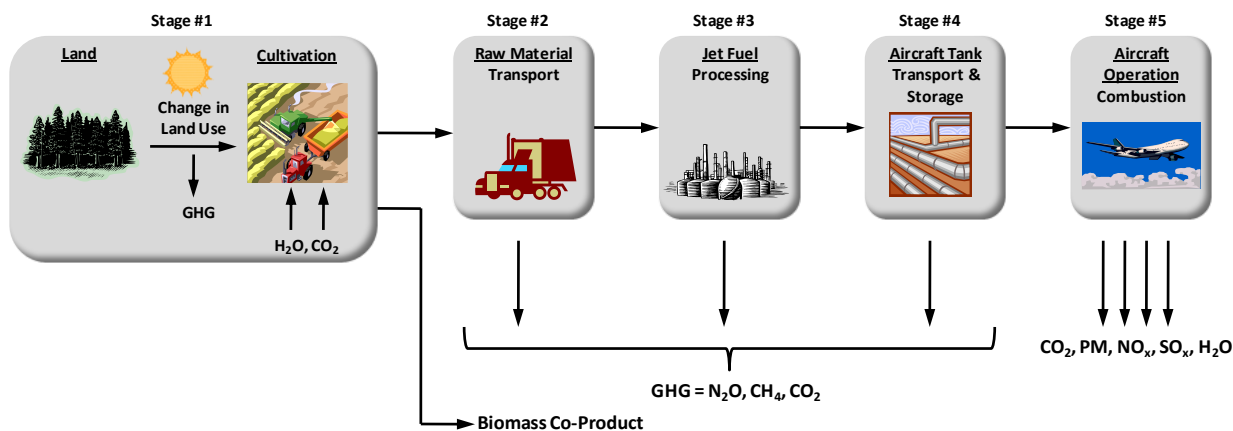 Stage #1
Stage #2
Stage #3
Stage #4
Stage #5
Land
Change in
Land Use
GHG
Cultivation
H₂O, CO₂
Raw Material
Transport
Jet Fuel
Processing
Aircraft Tank
Transport &
Storage
Aircraft
Operation
Combustion
CO₂, PM, NOₓ, SOₓ, H₂O
GHG = N₂O, CH₄, CO₂
Biomass Co-Product